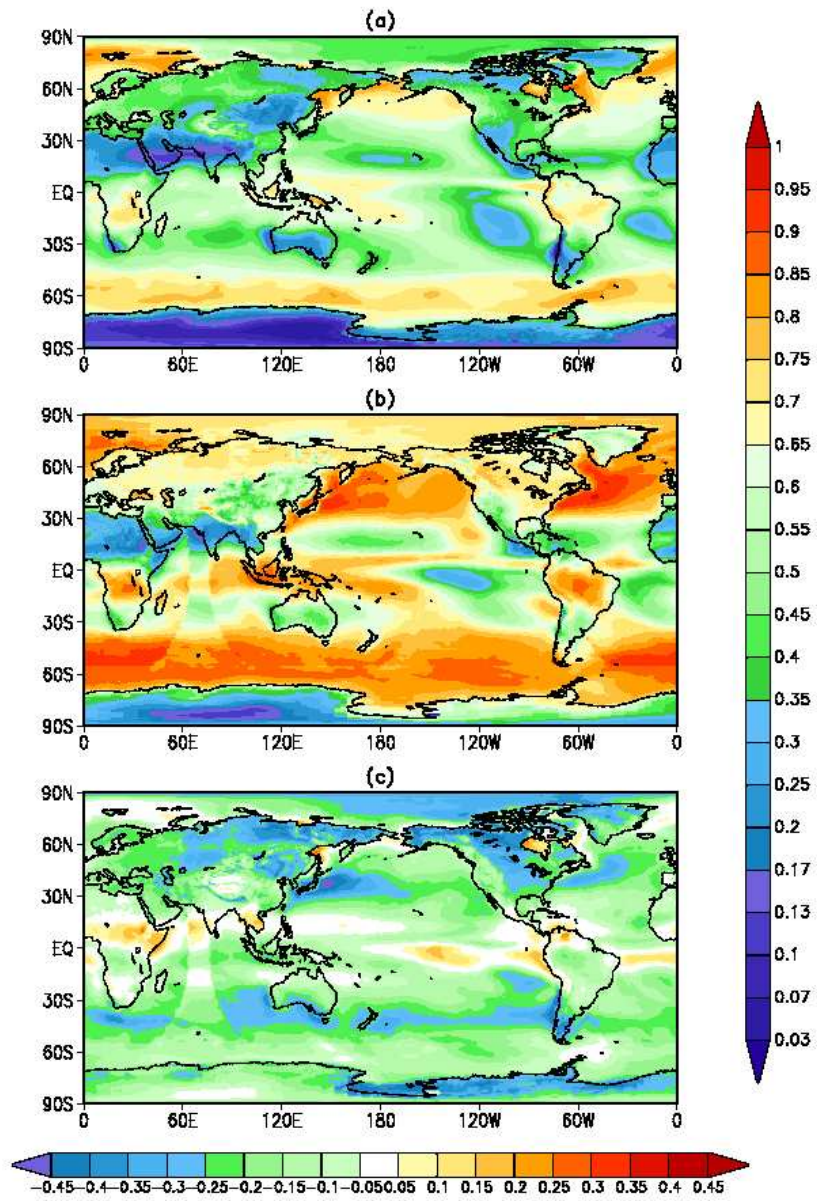 (a)
90N
60N
30N
EQ
30S
60S
90S
0 60E 120E 180 120W 60W 0
(b)
90N
60N
30N
EQ
30S
60S
90S
0 60E 120E 180 120W 60W 0
(c)
90N
60N
30N
EQ
30S
60S
90S
0 60E 120E 180 120W 60W 0
1
0.95
0.9
0.85
0.8
0.75
0.7
0.65
0.6
0.55
0.5
0.45
0.4
0.35
0.3
0.25
0.2
0.17
0.13
0.1
0.07
0.03
-0.45-0.4-0.35-0.3-0.25-0.2-0.15-0.1-0.050.05 0.1 0.15 0.2 0.25 0.3 0.35 0.4 0.45